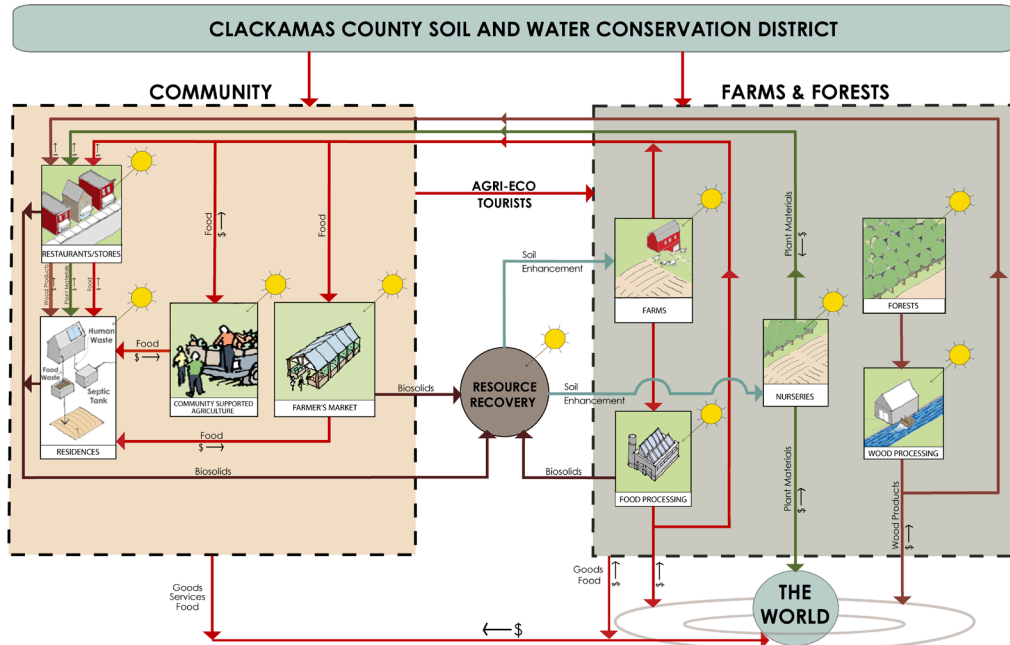 CLACKAMAS COUNTY SOIL AND WATER CONSERVATION DISTRICT
COMMUNITY
FARMS & FORESTS
$
$
$
RESTAURANTS/STORES
Wood Products
$
Plant Materials
$
Food
$
Human
Waste
Food
Waste
Septic
Tank
RESIDENCES
Food
$
Food
Food
$
COMMUNITY SUPPORTED
AGRICULTURE
FARMER'S MARKET
Food
$
Biosolids
Biosolids
AGRI-ECO
TOURISTS
RESOURCE
RECOVERY
Soil
Enhancement
Soil
Enhancement
Biosolids
FARMS
FOOD PROCESSING
Plant Materials
$
NURSERIES
Plant Materials
$
FORESTS
WOOD PROCESSING
Wood Products
$
Goods
Services
Food
$
Goods
Food
$
$
THE
WORLD